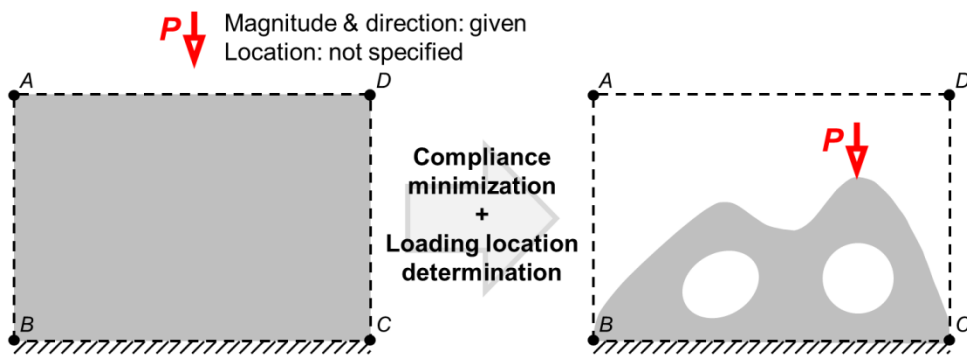 P Magnitude & direction: given
Location: not specified
A D
A D
P
Compliance
minimization
+
Loading location
determination
B C
B C